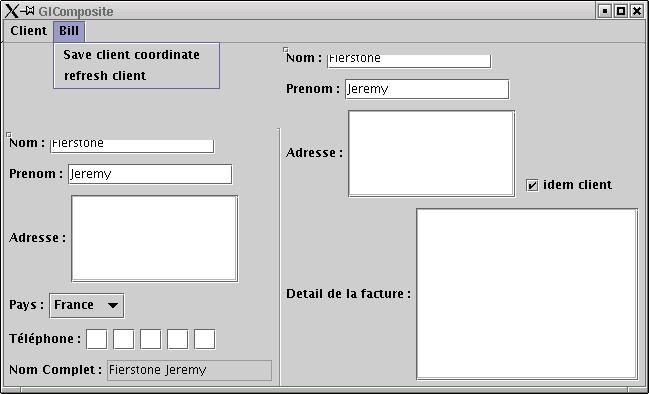 GIComposite
Client Bill
Save client coordinate
refresh client
Nom : Fierstone
Prenom : Jeremy
Adresse :
Pays : France
Téléphone :
Nom Complet : Fierstone Jeremy
Nom : Fierstone
Prenom : Jeremy
Adresse :
idem client
Detail de la facture :